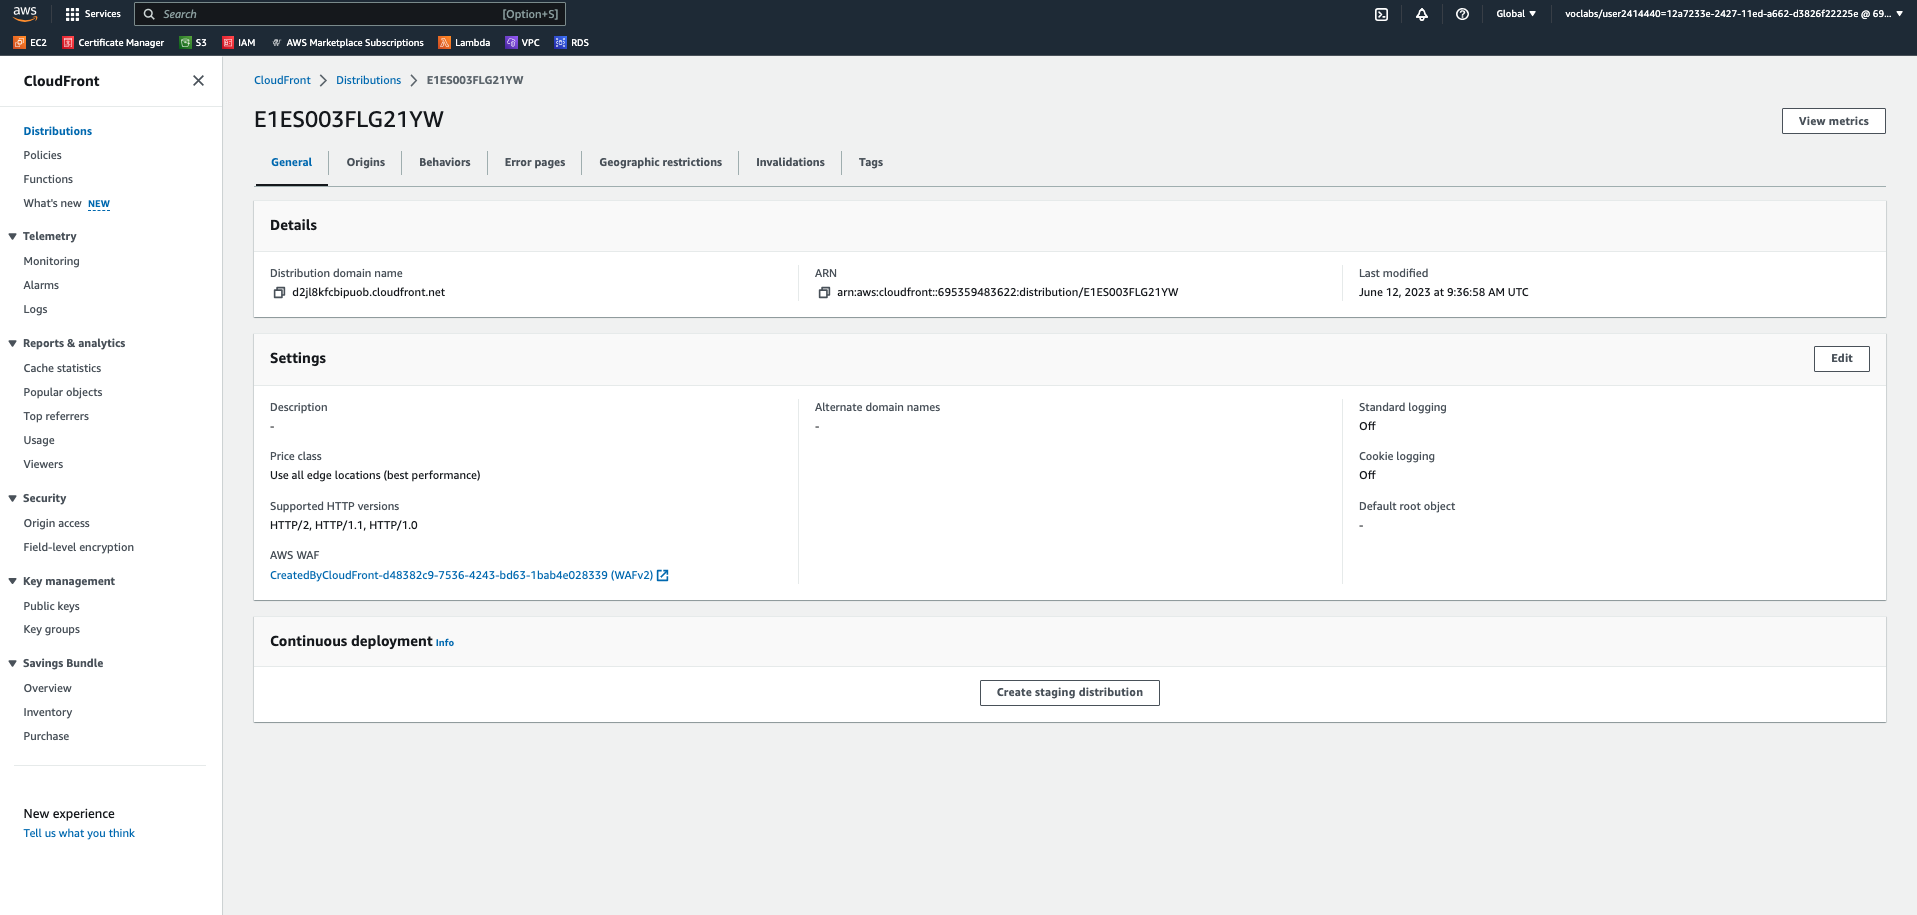 aws Services Search [Option+S] Global voclabs/user2414440=12a7233e-2427-11ed-a662-d3826f22225e @ 69...
EC2 Certificate Manager S3 IAM AWS Marketplace Subscriptions Lambda VPC RDS
CloudFront
Distributions
Policies
Functions
What's new NEW
Telemetry
Monitoring
Alarms
Logs
Reports & analytics
Cache statistics
Popular objects
Top referrers
Usage
Viewers
Security
Origin access
Field-level encryption
Key management
Public keys
Key groups
Savings Bundle
Overview
Inventory
Purchase
New experience
Tell us what you think
CloudFront Distributions E1ES003FLG21YW
E1ES003FLG21YW
View metrics
General Origins Behaviors Error pages Geographic restrictions Invalidations Tags
Details
Distribution domain name
d2jl8kfcbipuob.cloudfront.net
ARN
arn:aws:cloudfront::695359483622:distribution/E1ES003FLG21YW
Last modified
June 12, 2023 at 9:36:58 AM UTC
Settings
Edit
Description
-
Price class
Use all edge locations (best performance)
Supported HTTP versions
HTTP/2, HTTP/1.1, HTTP/1.0
AWS WAF
CreatedByCloudFront-d48382c9-7536-4243-bd63-1bab4e028339 (WAFv2)
Alternate domain names
-
Standard logging
Off
Cookie logging
Off
Default root object
-
Continuous deployment Info
Create staging distribution